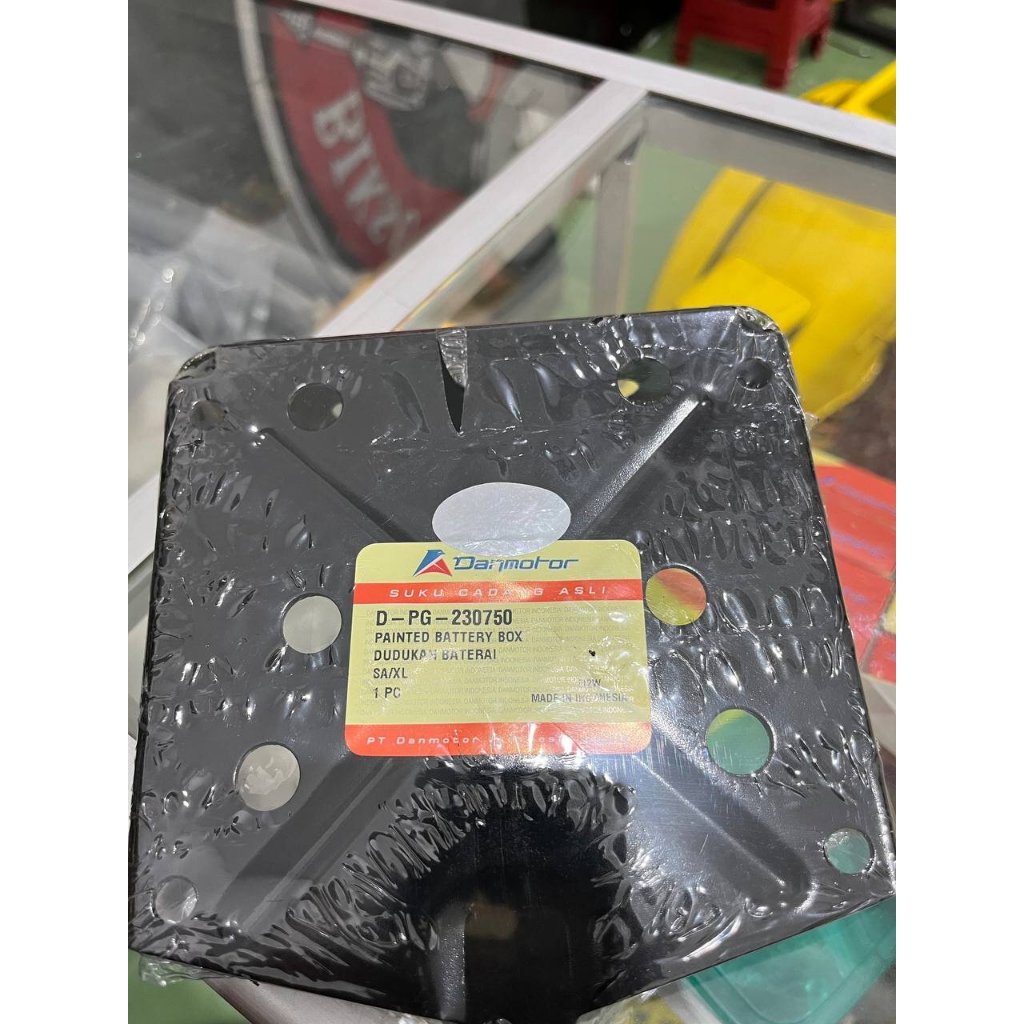 BIKS
Danmotor
SUKU CADANG ASLI
D-PG-230750
PAINTED BATTERY BOX
DUDUKAN BATERAI
SA/XL
1 PC
MADE IN INDONESIA
PT Danmotor